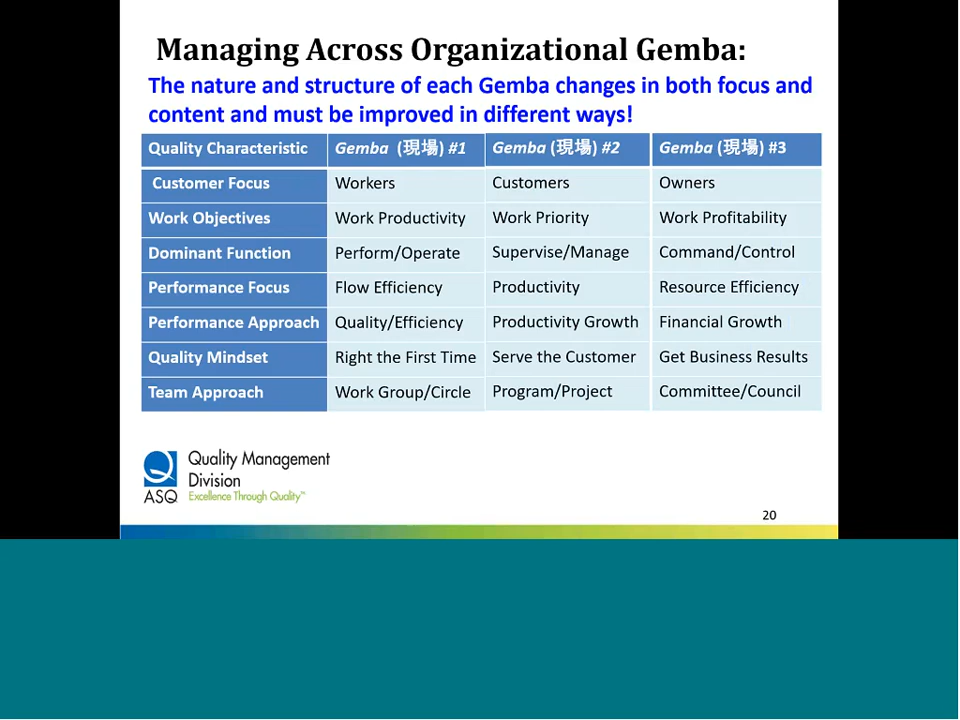 Managing Across Organizational Gemba:
The nature and structure of each Gemba changes in both focus and
content and must be improved in different ways!
Quality Characteristic Gemba (現場) #1 Gemba (現場) #2 Gemba (現場) #3
Customer Focus Workers Customers Owners
Work Objectives Work Productivity Work Priority Work Profitability
Dominant Function Perform/Operate Supervise/Manage Command/Control
Performance Focus Flow Efficiency Productivity Resource Efficiency
Performance Approach Quality/Efficiency Productivity Growth Financial Growth
Quality Mindset Right the First Time Serve the Customer Get Business Results
Team Approach Work Group/Circle Program/Project Committee/Council
Quality Management
Division
ASQ Excellence Through Quality™
20